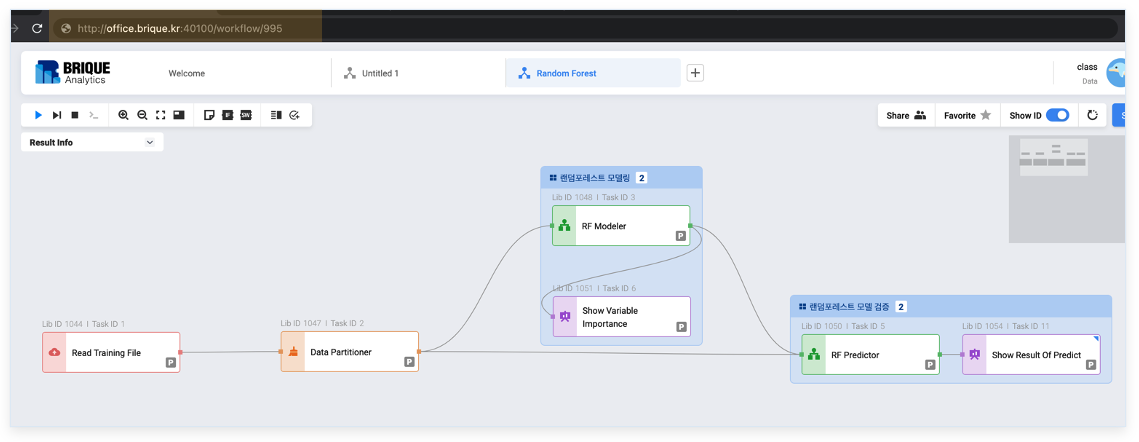 http://office.brique.kr:40100/workflow/995
BRIQUE
Analytics
Welcome
Untitled 1
Random Forest
class
Data
IF
SW
Share
Favorite
Show ID
S
Result Info
랜덤포레스트 모델링 2
Lib ID 1048 | Task ID 3
RF Modeler
P
Lib ID 1051 | Task ID 6
Show Variable
Importance
P
Lib ID 1044 | Task ID 1
Read Training File
P
Lib ID 1047 | Task ID 2
Data Partitioner
P
랜덤포레스트 모델 검증 2
Lib ID 1050 | Task ID 5
RF Predictor
P
Lib ID 1054 | Task ID 11
Show Result Of Predict
P